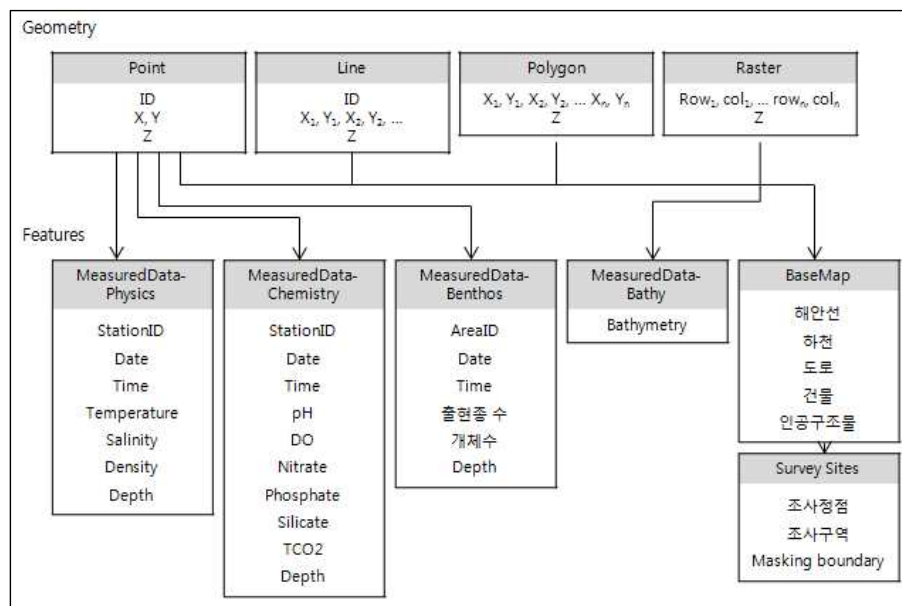 Geometry
Point
ID
X, Y
Z
Line
ID
X₁, Y₁, X₂, Y₂, ...
Z
Polygon
X₁, Y₁, X₂, Y₂, ... Xₙ, Yₙ
Z
Raster
Row₁, col₁, ... rowₙ, colₙ
Z
Features
MeasuredData-
Physics
StationID
Date
Time
Temperature
Salinity
Density
Depth
MeasuredData-
Chemistry
StationID
Date
Time
pH
DO
Nitrate
Phosphate
Silicate
TCO2
Depth
MeasuredData-
Benthos
AreaID
Date
Time
출현종 수
개체수
Depth
MeasuredData-
Bathy
Bathymetry
BaseMap
해안선
하천
도로
건물
인공구조물
Survey Sites
조사정점
조사구역
Masking boundary